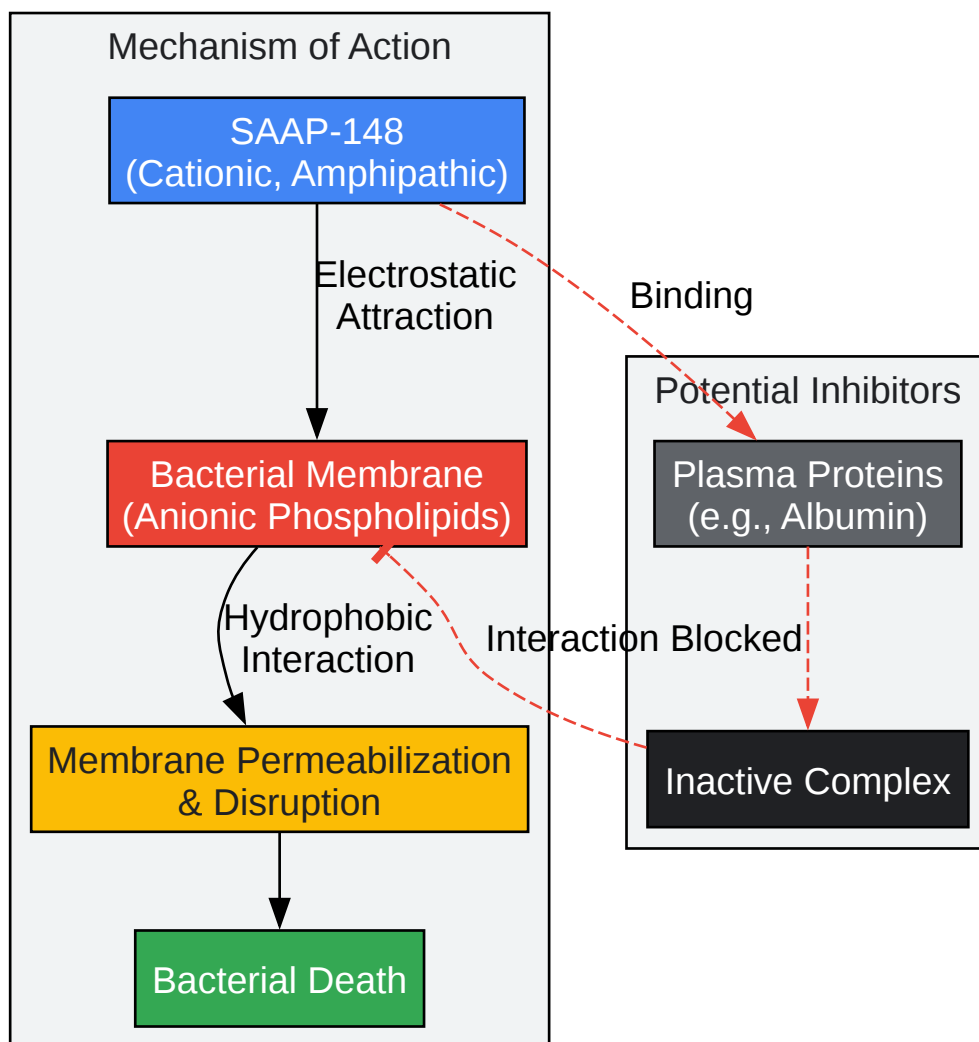 Mechanism of Action
SAAP-148
(Cationic, Amphipathic)
Electrostatic
Attraction
Binding
Potential Inhibitors
Bacterial Membrane
(Anionic Phospholipids)
Plasma Proteins
(e.g., Albumin)
Hydrophobic
Interaction
Interaction Blocked
Membrane Permeabilization
& Disruption
Inactive Complex
Bacterial Death